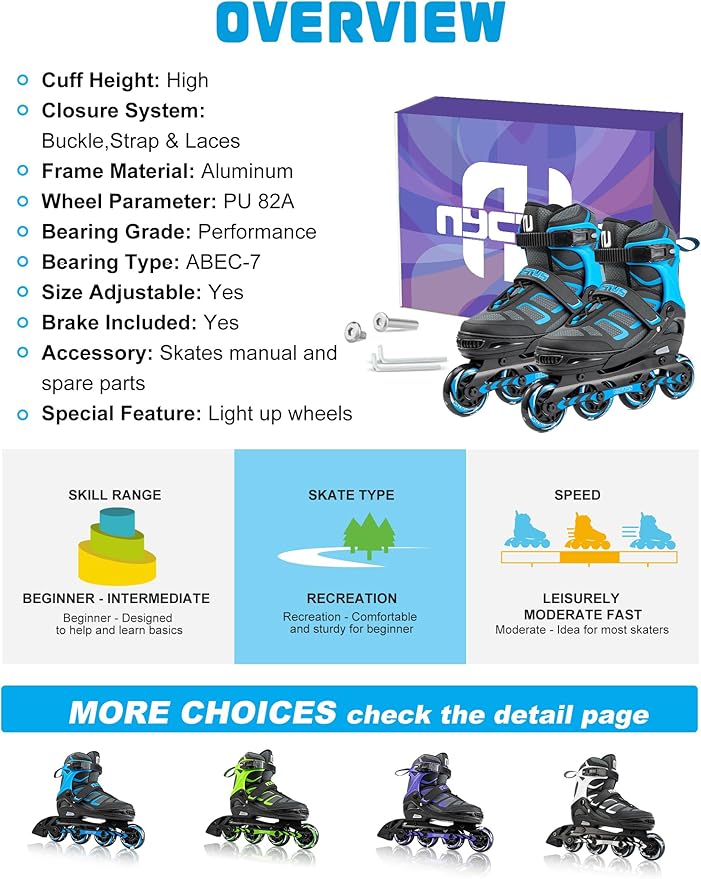 OVERVIEW
Cuff Height: High
Closure System:
Buckle,Strap & Laces
Frame Material: Aluminum
Wheel Parameter: PU 82A
Bearing Grade: Performance
Bearing Type: ABEC-7
Size Adjustable: Yes
Brake Included: Yes
Accessory: Skates manual and
spare parts
Special Feature: Light up wheels
SKILL RANGE
BEGINNER - INTERMEDIATE
Beginner - Designed
to help and learn basics
SKATE TYPE
RECREATION
Recreation - Comfortable
and sturdy for beginner
SPEED
LEISURELY
MODERATE FAST
Moderate - Idea for most skaters
MORE CHOICES check the detail page